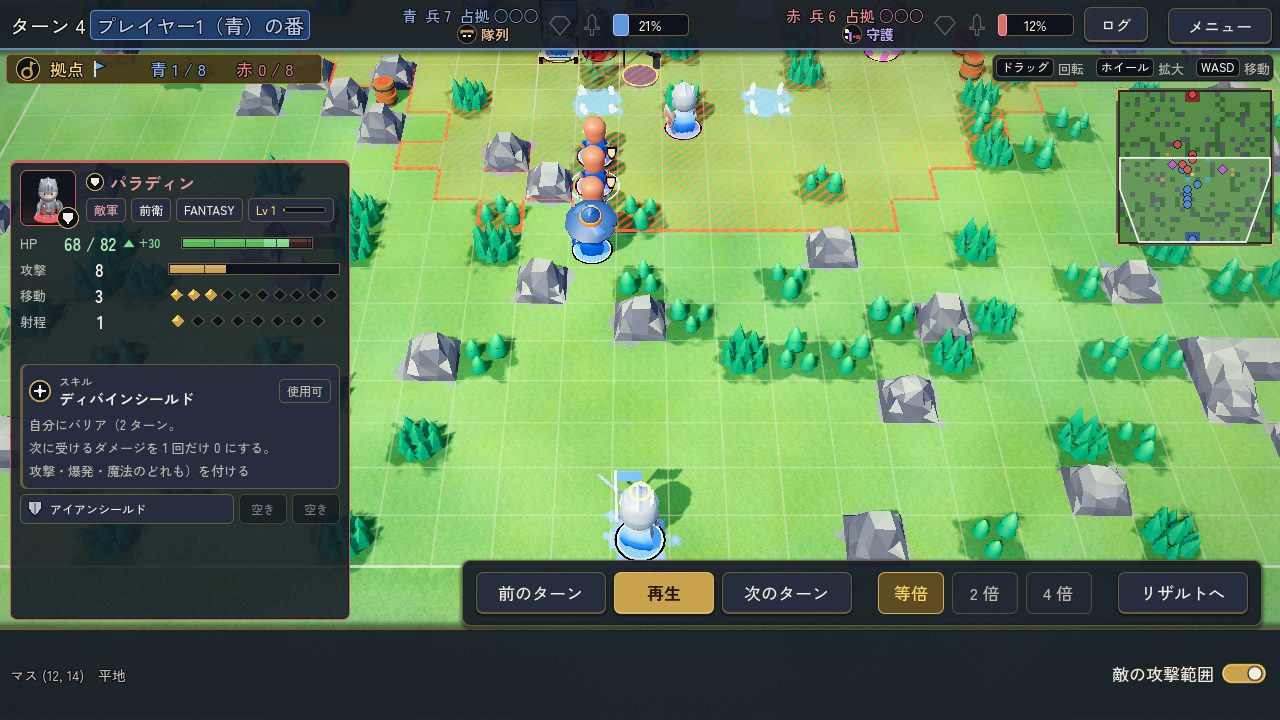 ターン 4
プレイヤー1（青）の番
青 兵 7 占拠 〇〇〇
隊列
21%
赤 兵 6 占拠 〇〇〇
守護
12%
ログ
メニュー
拠点 青 1 / 8 赤 0 / 8
ドラッグ 回転 ホイール 拡大 WASD 移動
パラディン
敵軍 前衛 FANTASY Lv 1
HP 68 / 82 ▲ +30
攻撃 8
移動 3
射程 1
スキル
ディバインシールド
使用可
自分にバリア（2 ターン。
次に受けるダメージを 1 回だけ 0 にする。
攻撃・爆発・魔法のどれも）を付ける
アイアンシールド 空き 空き
前のターン 再生 次のターン 等倍 2 倍 4 倍 リザルトへ
マス (12, 14) 平地
敵の攻撃範囲